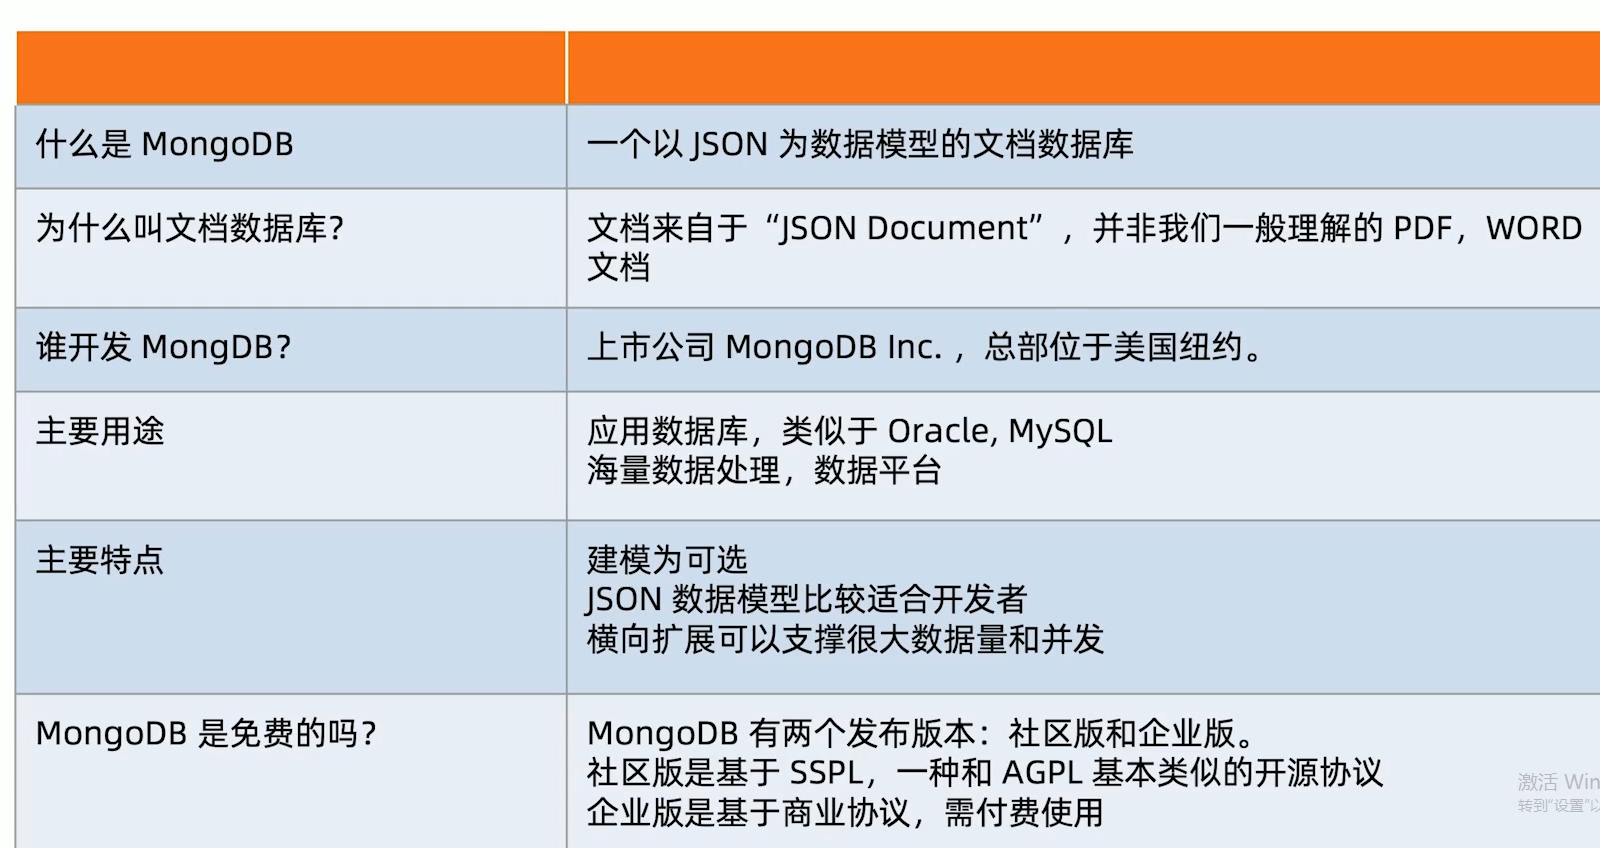 什么是 MongoDB
一个以 JSON 为数据模型的文档数据库
为什么叫文档数据库？
文档来自于“JSON Document”，并非我们一般理解的 PDF，WORD
文档
谁开发 MongDB？
上市公司 MongoDB Inc.，总部位于美国纽约。
主要用途
应用数据库，类似于 Oracle, MySQL
海量数据处理，数据平台
主要特点
建模为可选
JSON 数据模型比较适合开发者
横向扩展可以支撑很大数据量和并发
MongoDB 是免费的吗？
MongoDB 有两个发布版本：社区版和企业版。
社区版是基于 SSPL，一种和 AGPL 基本类似的开源协议
企业版是基于商业协议，需付费使用
激活 Win
转到“设置”以